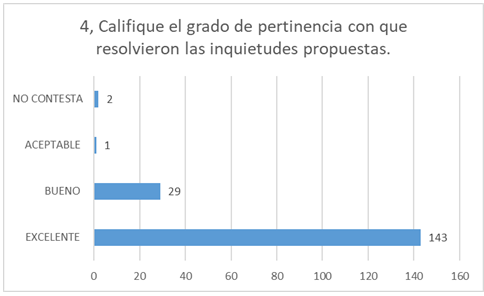 4, Califique el grado de pertinencia con que
resolvieron las inquietudes propuestas.
NO CONTESTA 2
ACEPTABLE 1
BUENO 29
EXCELENTE 143
0 20 40 60 80 100 120 140 160